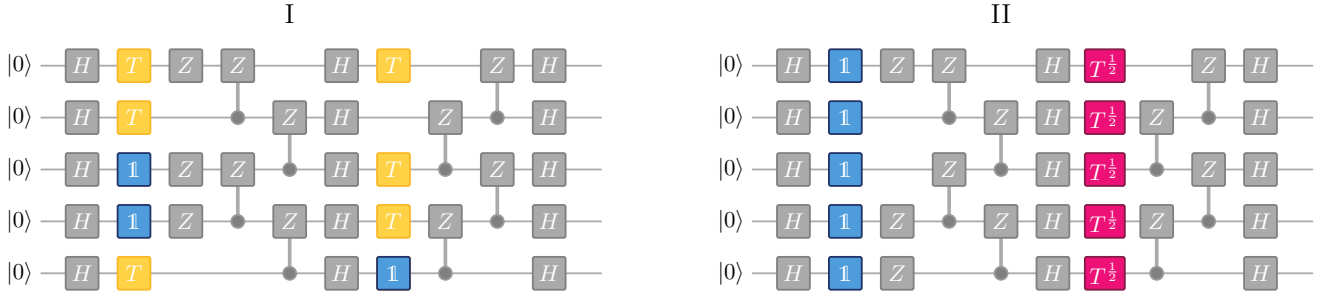 I II
|0⟩ H T Z Z H T Z H |0⟩ H 𝟙 Z Z H T^{1/2} Z H
|0⟩ H T Z H Z |0⟩ H 𝟙 Z H T^{1/2} Z
|0⟩ H 𝟙 Z Z H T Z H |0⟩ H 𝟙 Z H T^{1/2} Z H
|0⟩ H 𝟙 Z Z H T Z H |0⟩ H 𝟙 Z Z H T^{1/2} Z H
|0⟩ H T H 𝟙 H |0⟩ H 𝟙 Z H T^{1/2} H